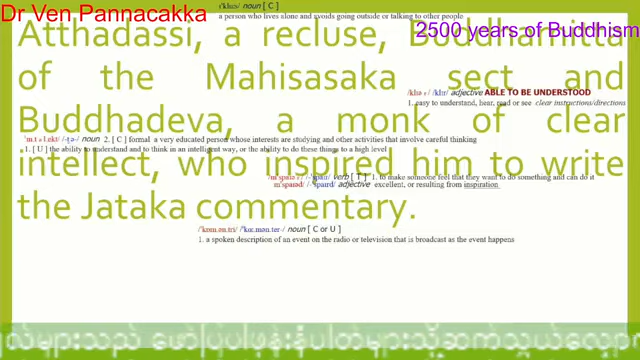 /rɪˈkluːs/ noun [ C ]
Dr Ven Pannacakka
a person who lives alone and avoids going outside or talking to other people
2500 years of Buddhism
Atthadassi, a recluse, Buddhamitta
of the Mahisasaka sect and
adjective ABLE TO BE UNDERSTOOD
1. easy to understand, hear, read or see clear instructions/directions
Buddhadeva, a monk of clear
noun 2. [ C ] formal a very educated person whose interests are studying and other activities that involve careful thinking
1. [ U ] the ability to understand and to think in an intelligent way, or the ability to do these things to a high level
intellect, who inspired him to write
verb [ T ] 1. to make someone feel that they want to do something and can do it
adjective excellent, or resulting from inspiration
the Jataka commentary.
noun [ C or U ]
1. a spoken description of an event on the radio or television that is broadcast as the event happens